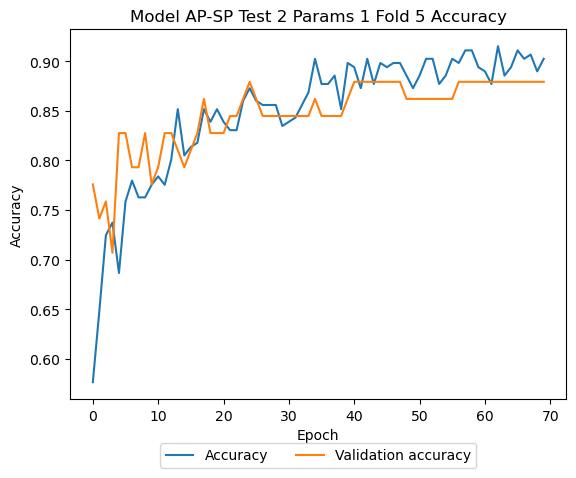 Model AP-SP Test 2 Params 1 Fold 5 Accuracy
0.90
0.85
0.80
0.75
0.70
0.65
0.60
Accuracy
0 10 20 30 40 50 60 70
Epoch
Accuracy Validation accuracy